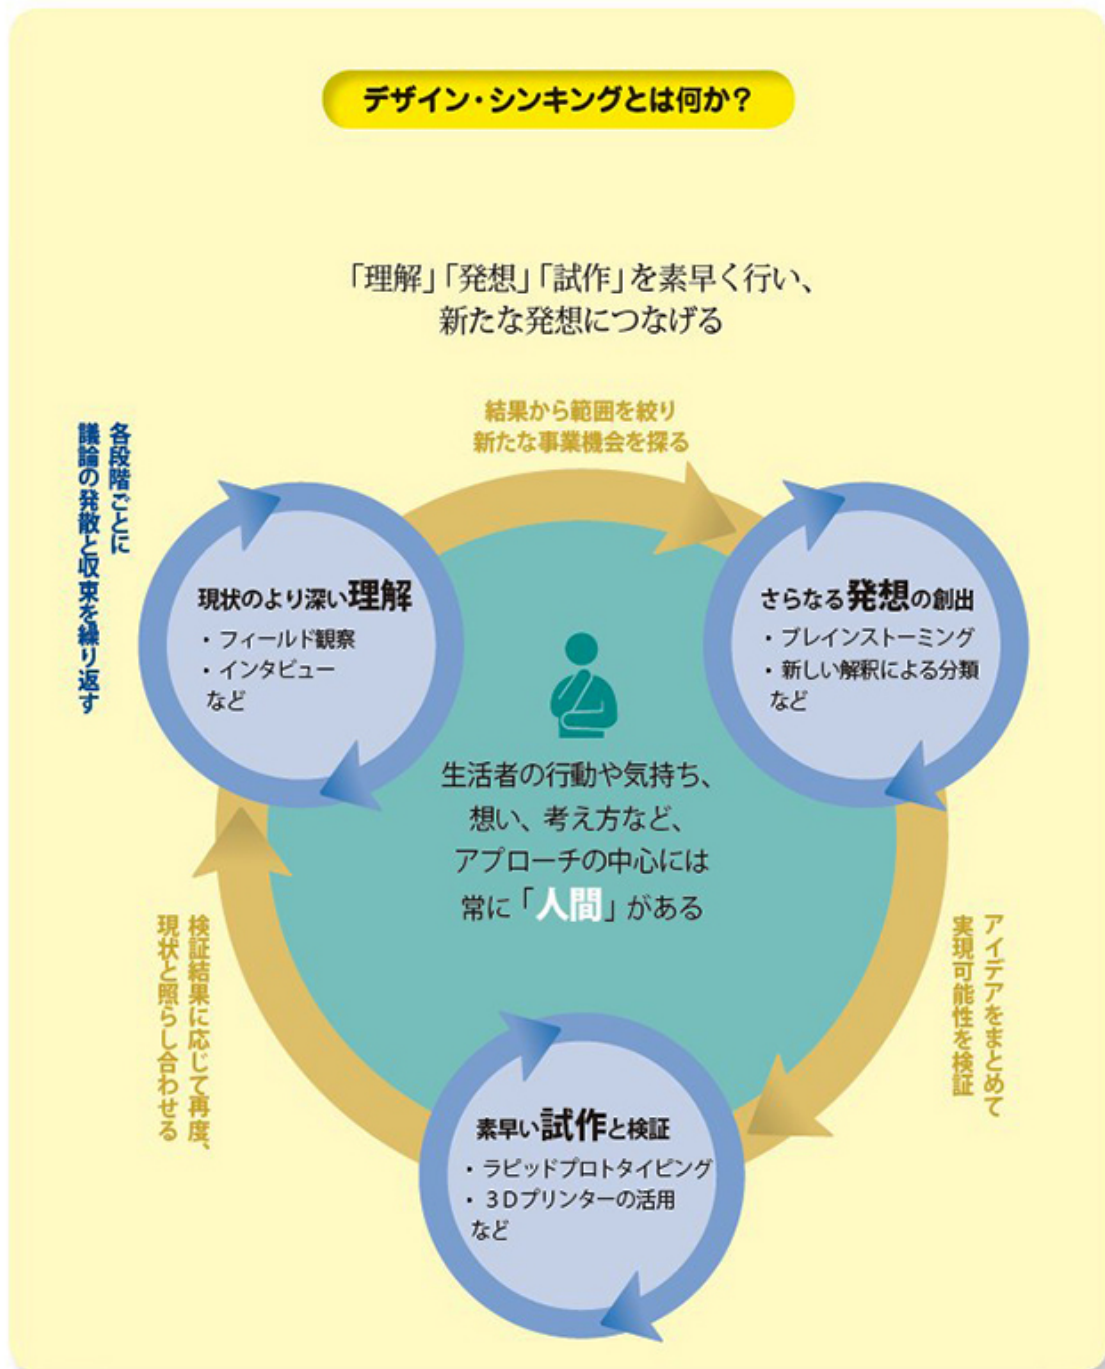 デザイン・シンキングとは何か？
「理解」「発想」「試作」を素早く行い、
新たな発想につなげる
結果から範囲を絞り
新たな事業機会を探る
各段階ごとに
議論の発散と収束を繰り返す
現状のより深い理解
・フィールド観察
・インタビュー
など
さらなる発想の創出
・ブレインストーミング
・新しい解釈による分類
など
生活者の行動や気持ち、
想い、考え方など、
アプローチの中心には
常に「人間」がある
アイデアをまとめて
実現可能性を検証
検証結果に応じて再度、
現状と照らし合わせる
素早い試作と検証
・ラピッドプロトタイピング
・3Dプリンターの活用
など